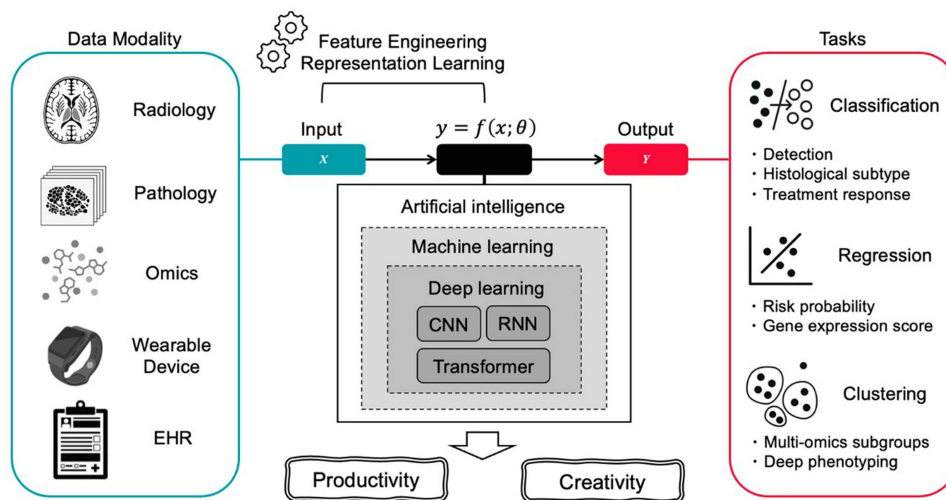 Data Modality
Radiology
Pathology
Omics
Wearable
Device
EHR
Feature Engineering
Representation Learning
Input
X
y = f(x; θ)
Output
Y
Artificial intelligence
Machine learning
Deep learning
CNN
RNN
Transformer
Productivity
Creativity
Tasks
Classification
· Detection
· Histological subtype
· Treatment response
Regression
· Risk probability
· Gene expression score
Clustering
· Multi-omics subgroups
· Deep phenotyping